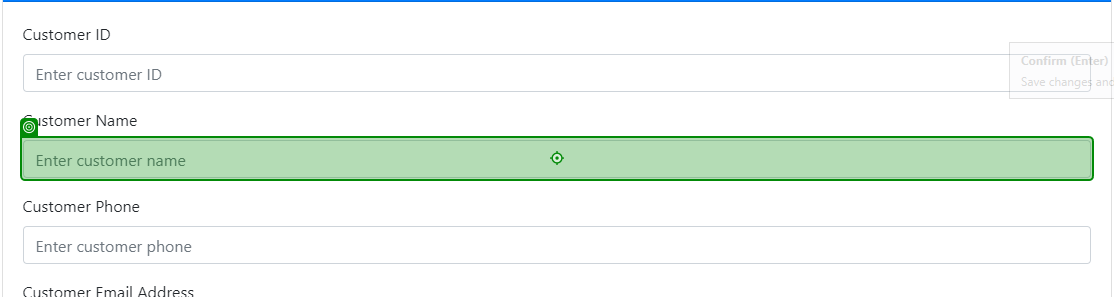 Customer ID
Enter customer ID
Confirm (Enter)
Save changes and
Customer Name
Enter customer name
Customer Phone
Enter customer phone
Customer Email Address